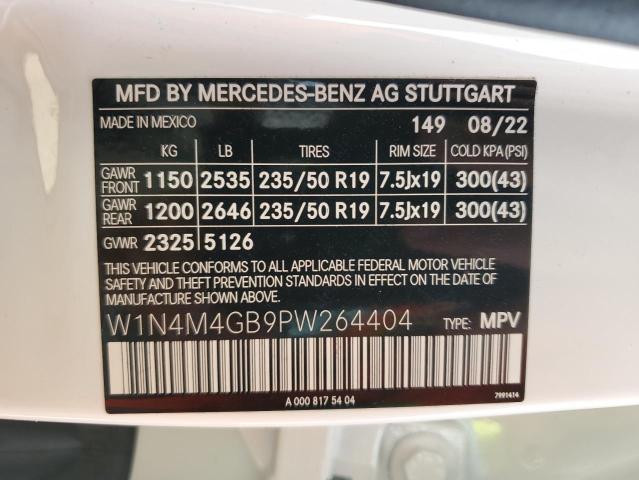 MFD BY MERCEDES-BENZ AG STUTTGART
MADE IN MEXICO 149 08/22
KG LB TIRES RIM SIZE COLD KPA (PSI)
GAWR FRONT 1150 2535 235/50 R19 7.5Jx19 300(43)
GAWR REAR 1200 2646 235/50 R19 7.5Jx19 300(43)
GVWR 2325 5126
THIS VEHICLE CONFORMS TO ALL APPLICABLE FEDERAL MOTOR VEHICLE
SAFETY AND THEFT PREVENTION STANDARDS IN EFFECT ON THE DATE
OF MANUFACTURE SHOWN ABOVE.
W1N4M4GB9PW264404 TYPE: MPV
A 000 817 54 04 7991414